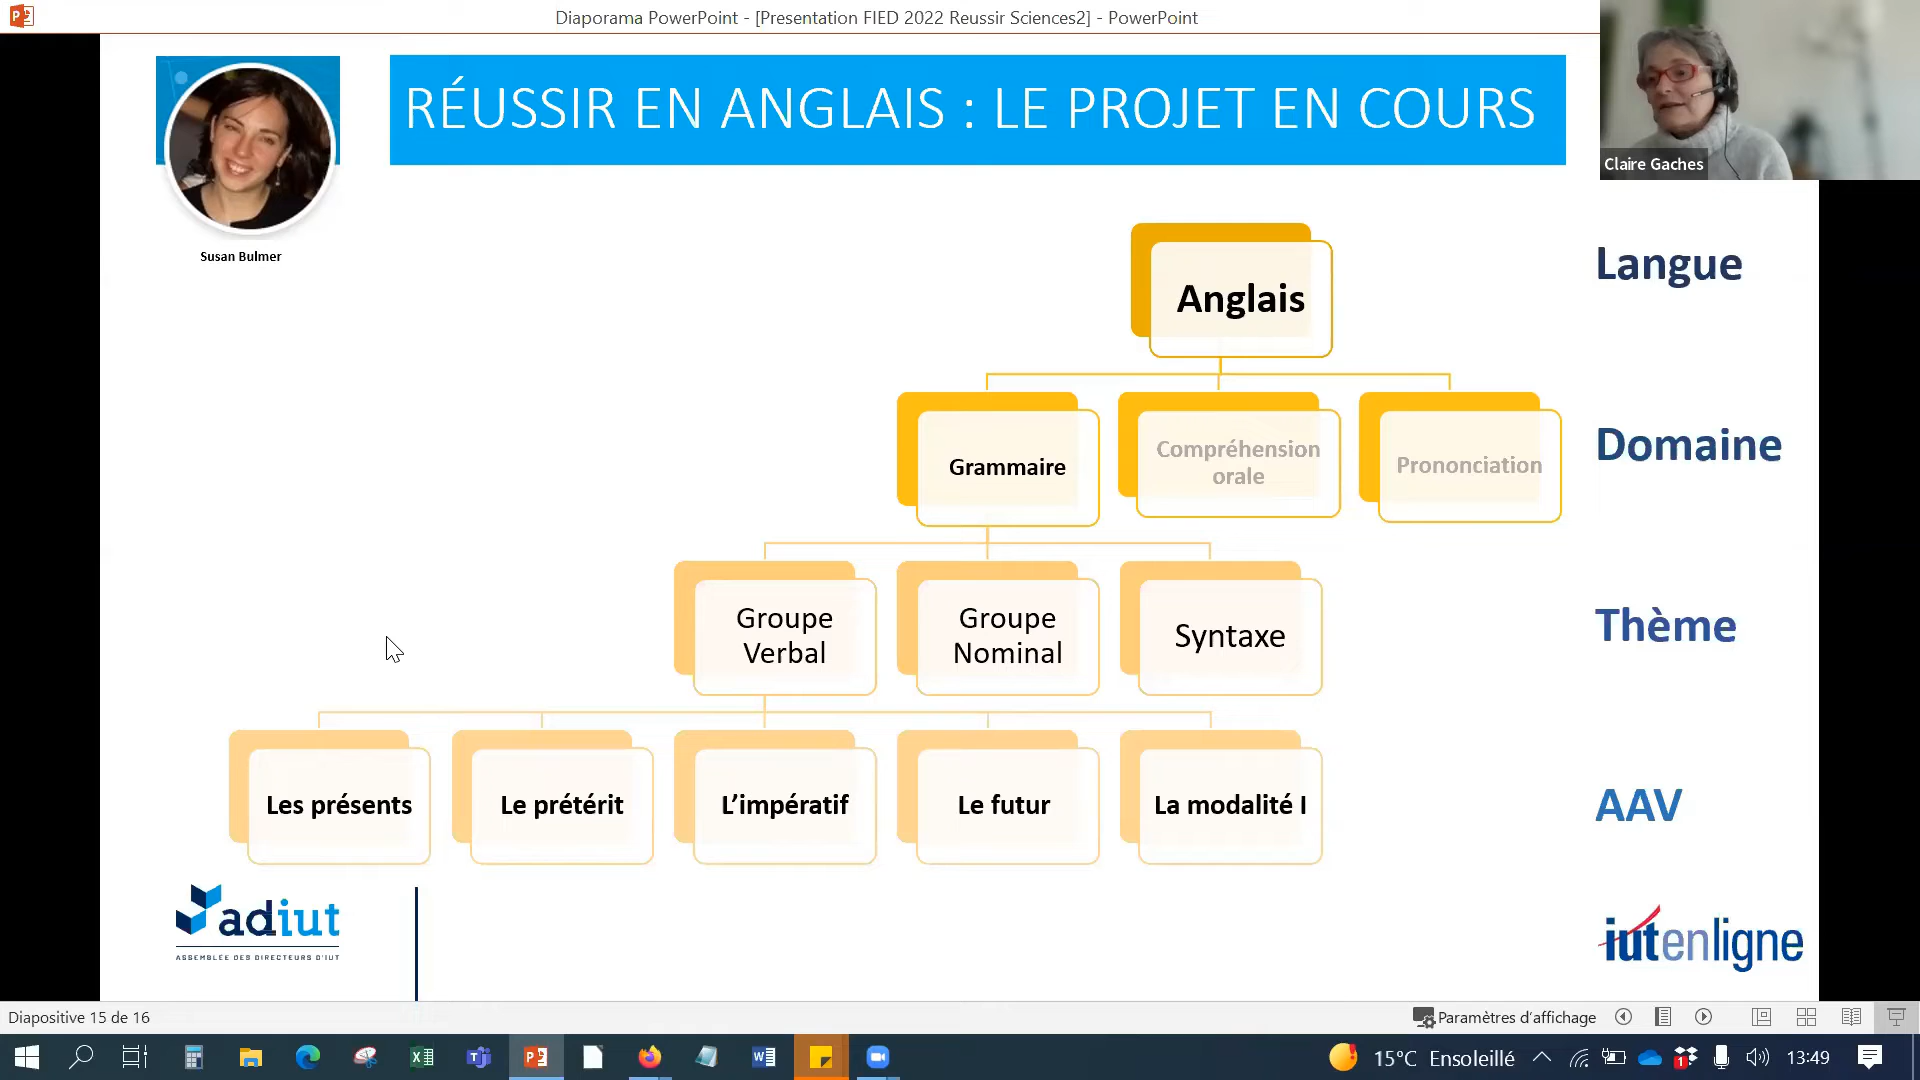 Diaporama PowerPoint - [Presentation FIED 2022 Reussir Sciences2] - PowerPoint
RÉUSSIR EN ANGLAIS : LE PROJET EN COURS
Claire Gaches
Susan Bulmer
Langue
Anglais
Domaine
Grammaire
Compréhension
orale
Prononciation
Thème
Groupe
Verbal
Groupe
Nominal
Syntaxe
AAV
Les présents
Le prétérit
L’impératif
Le futur
La modalité I
adiut
ASSEMBLÉE DES DIRECTEURS D'IUT
iutenligne
Diapositive 15 de 16
Paramètres d’affichage
15°C Ensoleillé
1
13:49